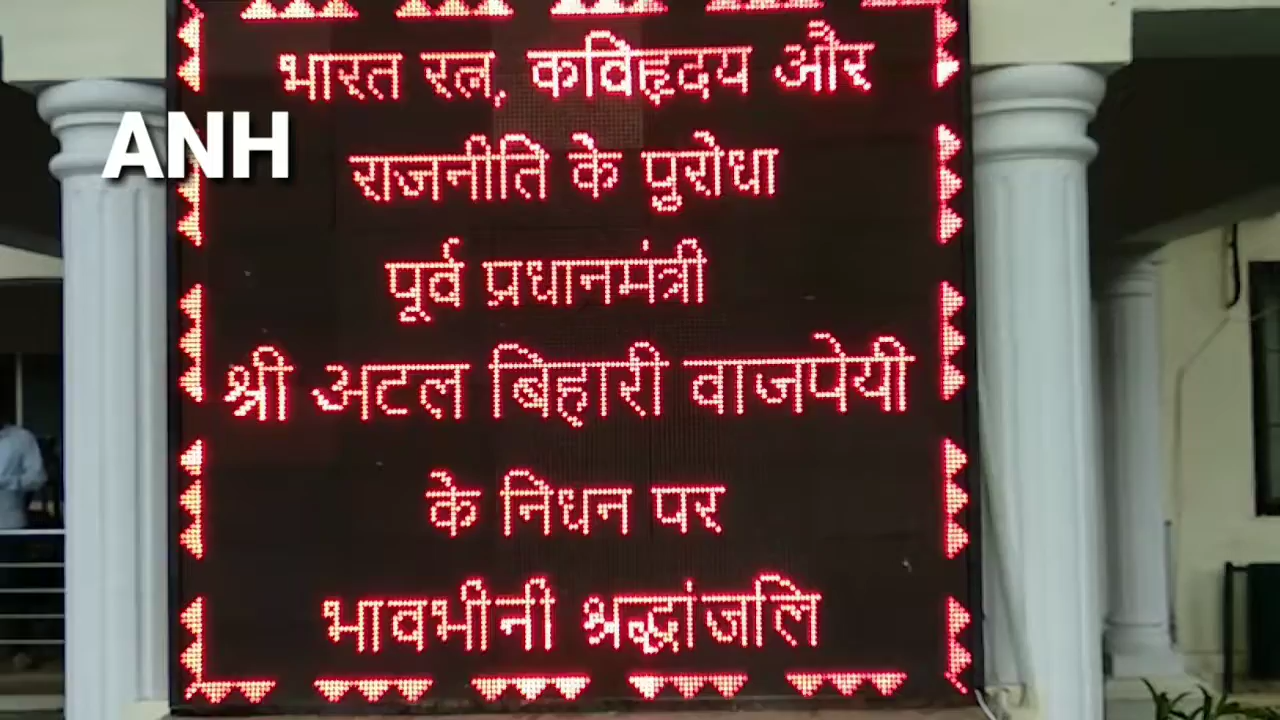 भारत रत्न, कविहृदय और
ANH
राजनीति के पुरोधा
पूर्व प्रधानमंत्री
श्री अटल बिहारी वाजपेयी
के निधन पर
भावभीनी श्रद्धांजलि